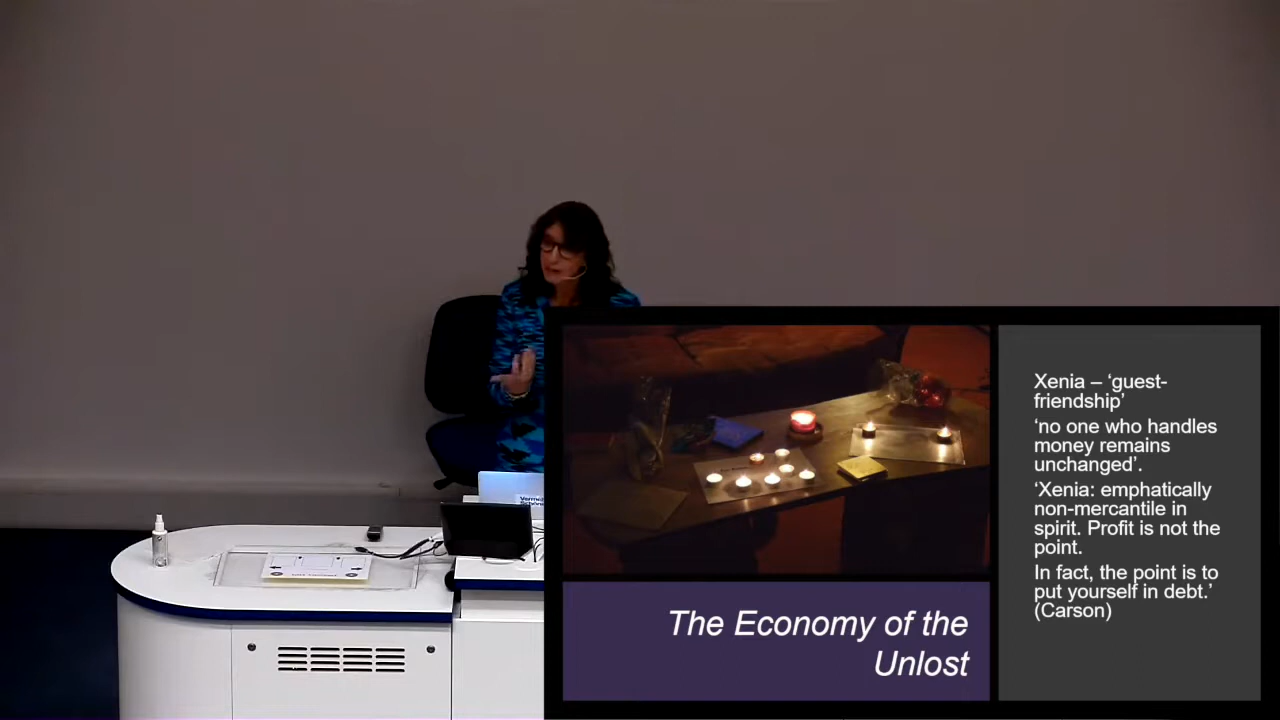 Xenia – ‘guest-
friendship’
‘no one who handles
money remains
unchanged’.
‘Xenia: emphatically
non-mercantile in
spirit. Profit is not the
point.
In fact, the point is to
put yourself in debt.’
(Carson)
The Economy of the
Unlost